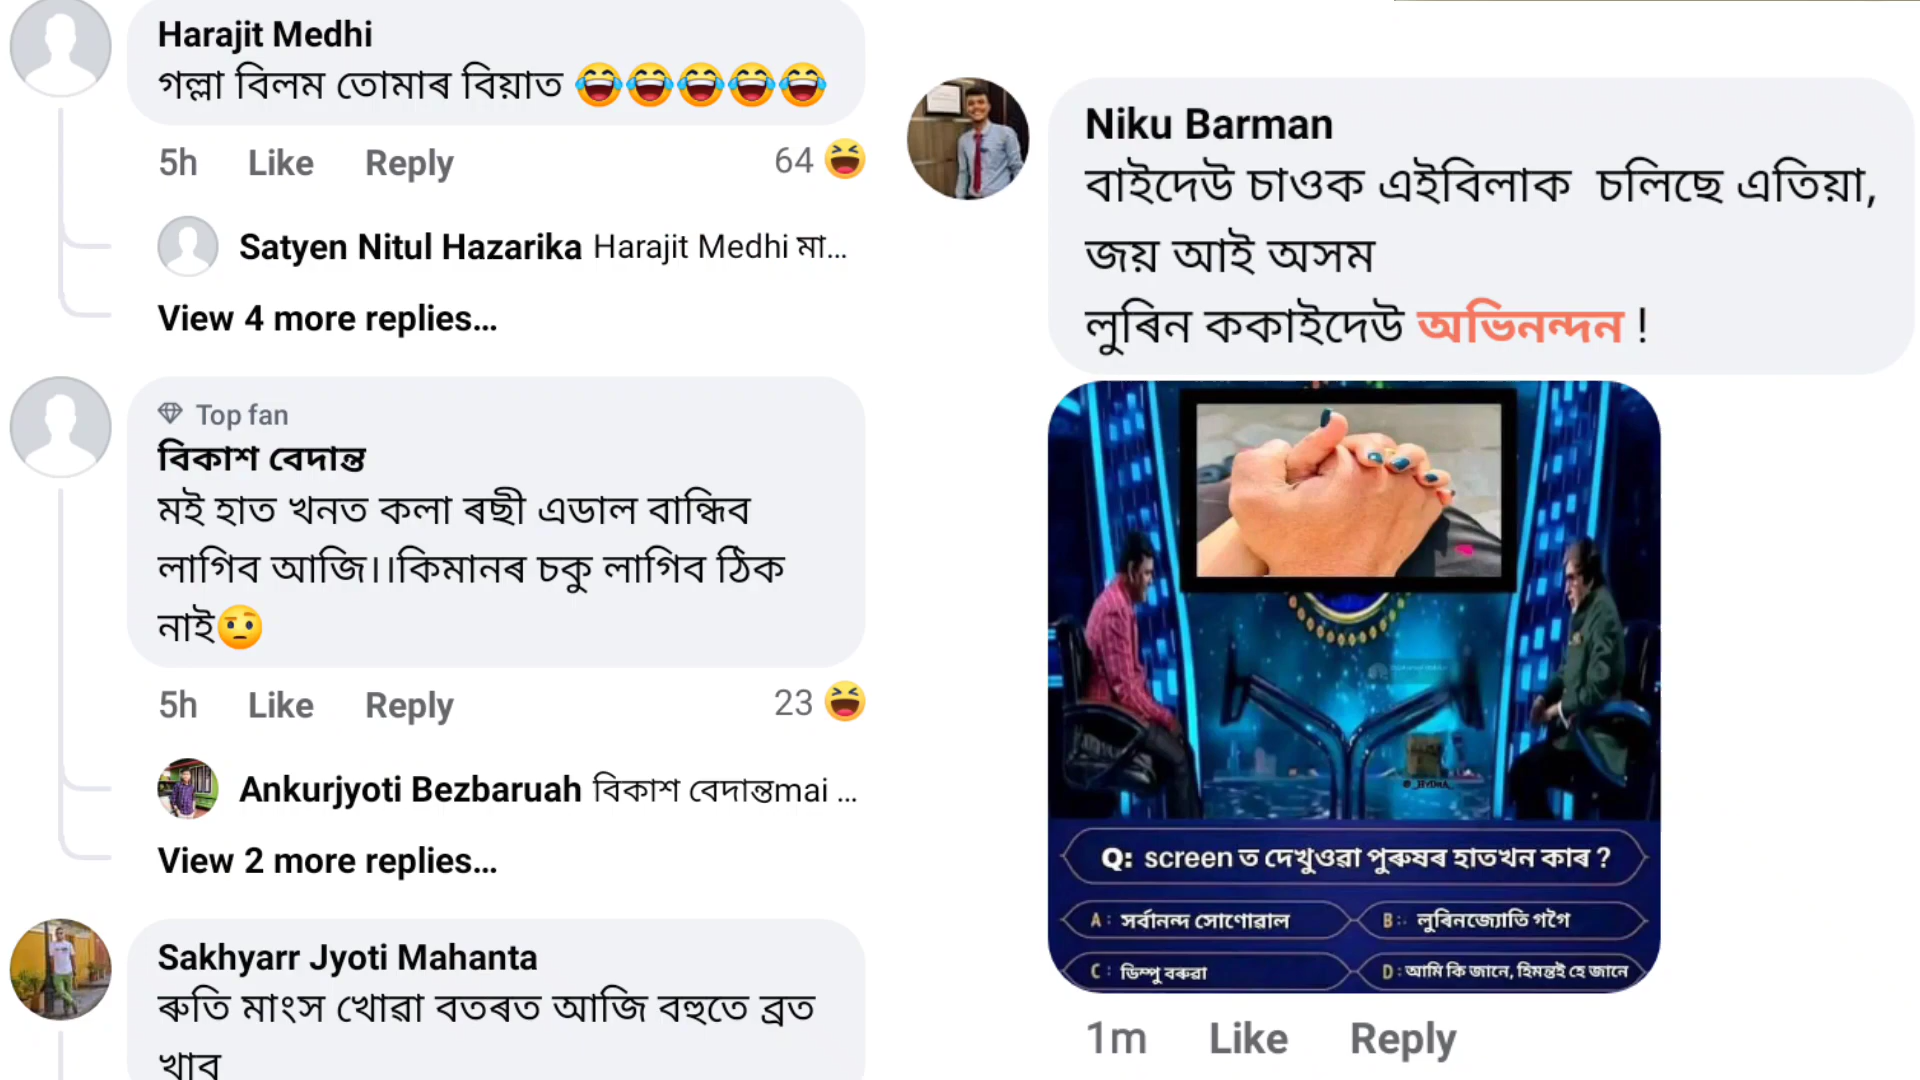 Harajit Medhi
গল্লা বিলম তোমাৰ বিয়াত 😂😂😂😂😂
5h Like Reply 64
Satyen Nitul Hazarika Harajit Medhi মা...
View 4 more replies...
Top fan
বিকাশ বেদান্ত
মই হাত খনত কলা ৰছী এডাল বান্ধিব
লাগিব আজি।।কিমানৰ চকু লাগিব ঠিক
নাই🤨
5h Like Reply 23
Ankurjyoti Bezbaruah বিকাশ বেদান্তmai ...
View 2 more replies...
Sakhyarr Jyoti Mahanta
ৰুতি মাংস খোৱা বতৰত আজি বহুতে ব্ৰত
খাব
Niku Barman
বাইদেউ চাওক এইবিলাক চলিছে এতিয়া,
জয় আই অসম
লুৰিন ককাইদেউ অভিনন্দন !
Q: screen ত দেখুওৱা পুৰুষৰ হাতখন কাৰ ?
A: সৰ্বানন্দ সোণোৱাল
B: লুৰিনজ্যোতি গগৈ
C: ডিম্পু বৰুৱা
D: আমি কি জানে, হিমন্তই হে জানে
1m Like Reply